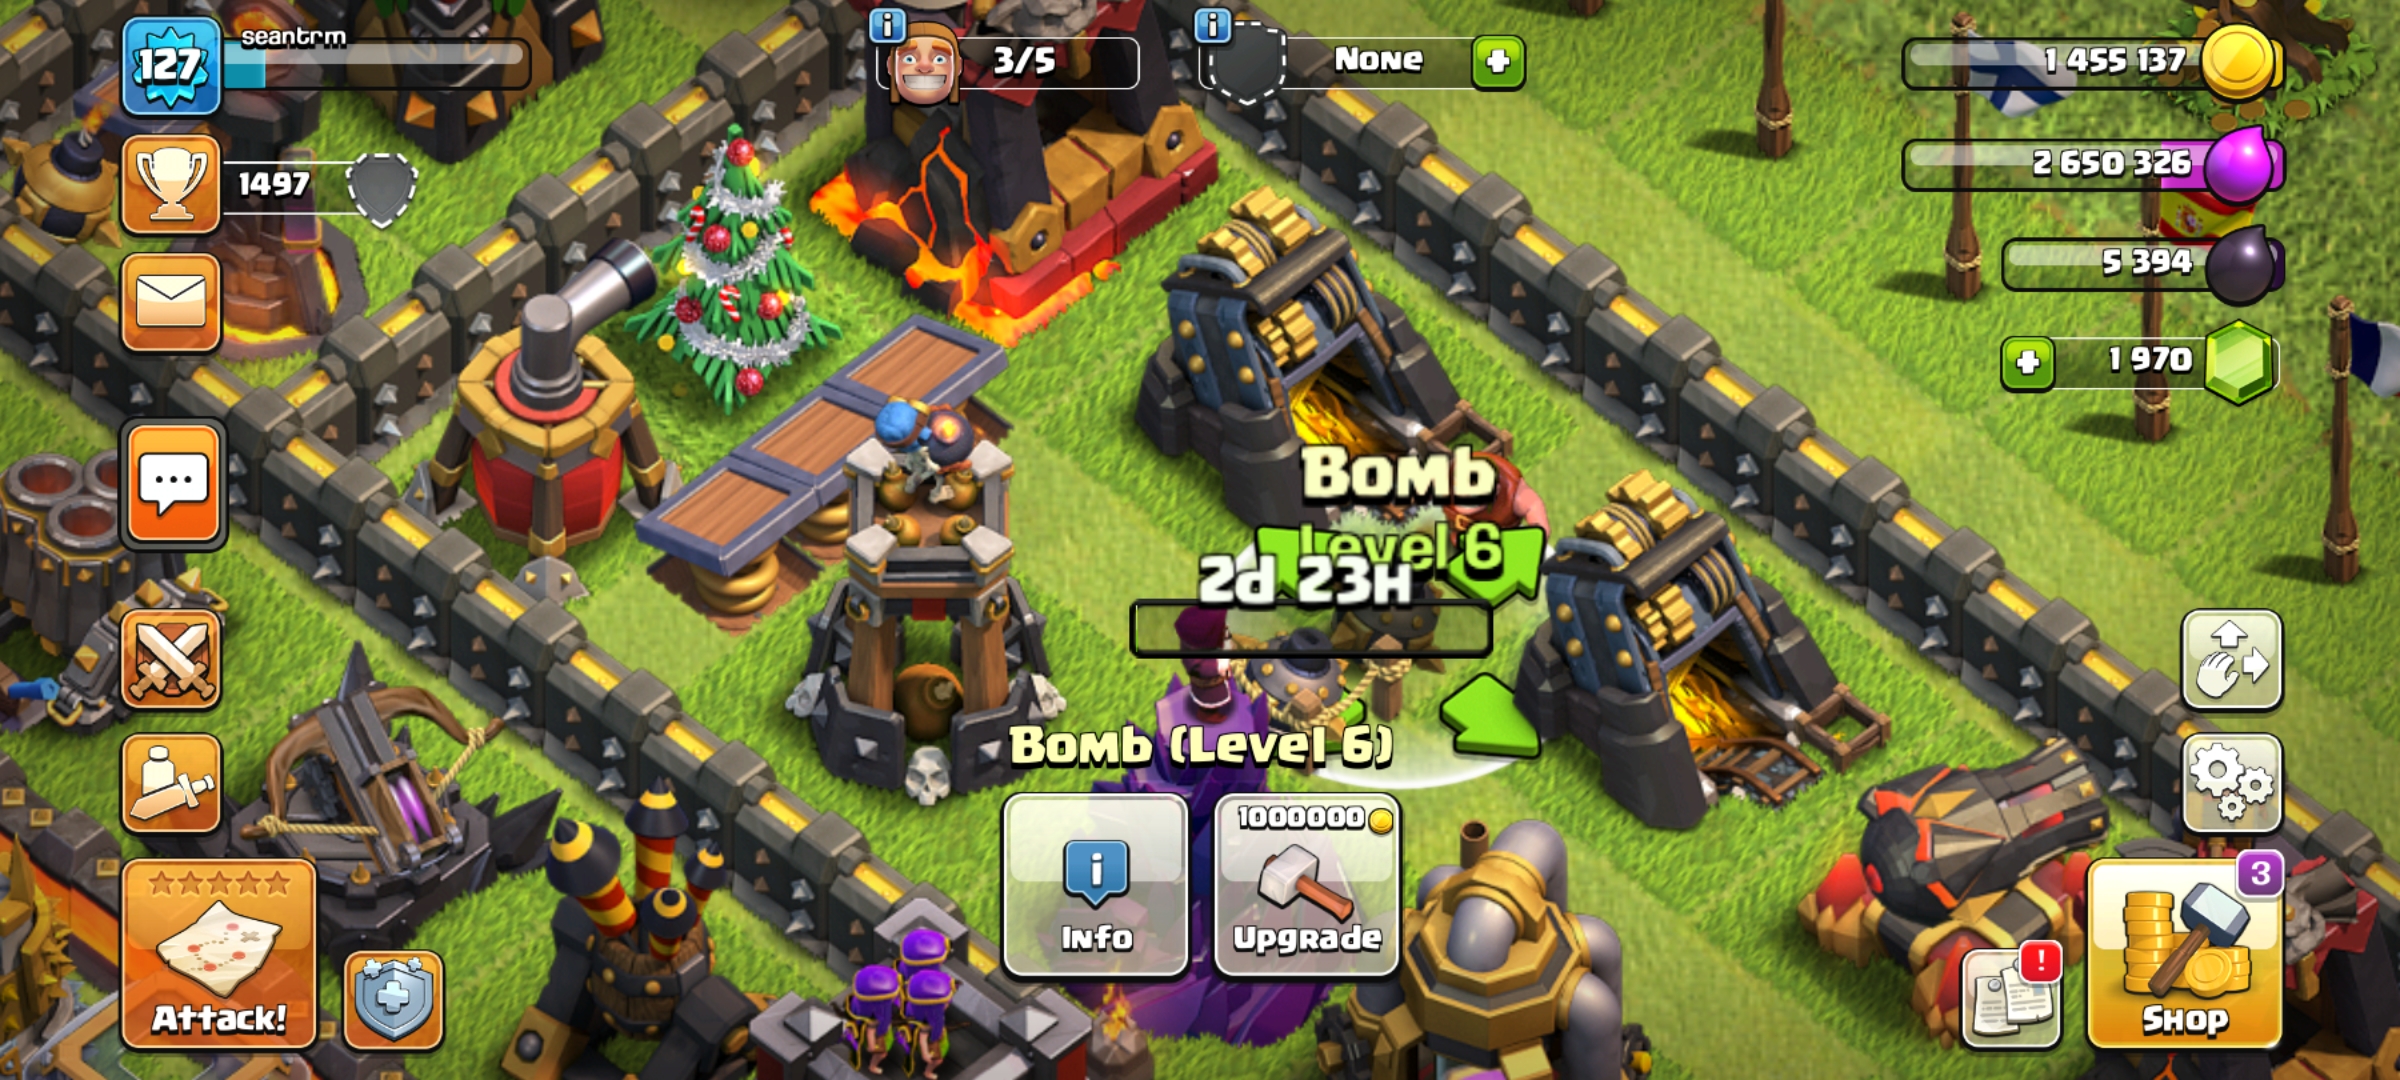 127
seantrm
3/5
None
1 455 137
1497
2 650 326
5 394
1 970
Bomb
Level 6
2d 23H
Bomb (Level 6)
1000000
Info
Upgrade
3
!
Attack!
Shop